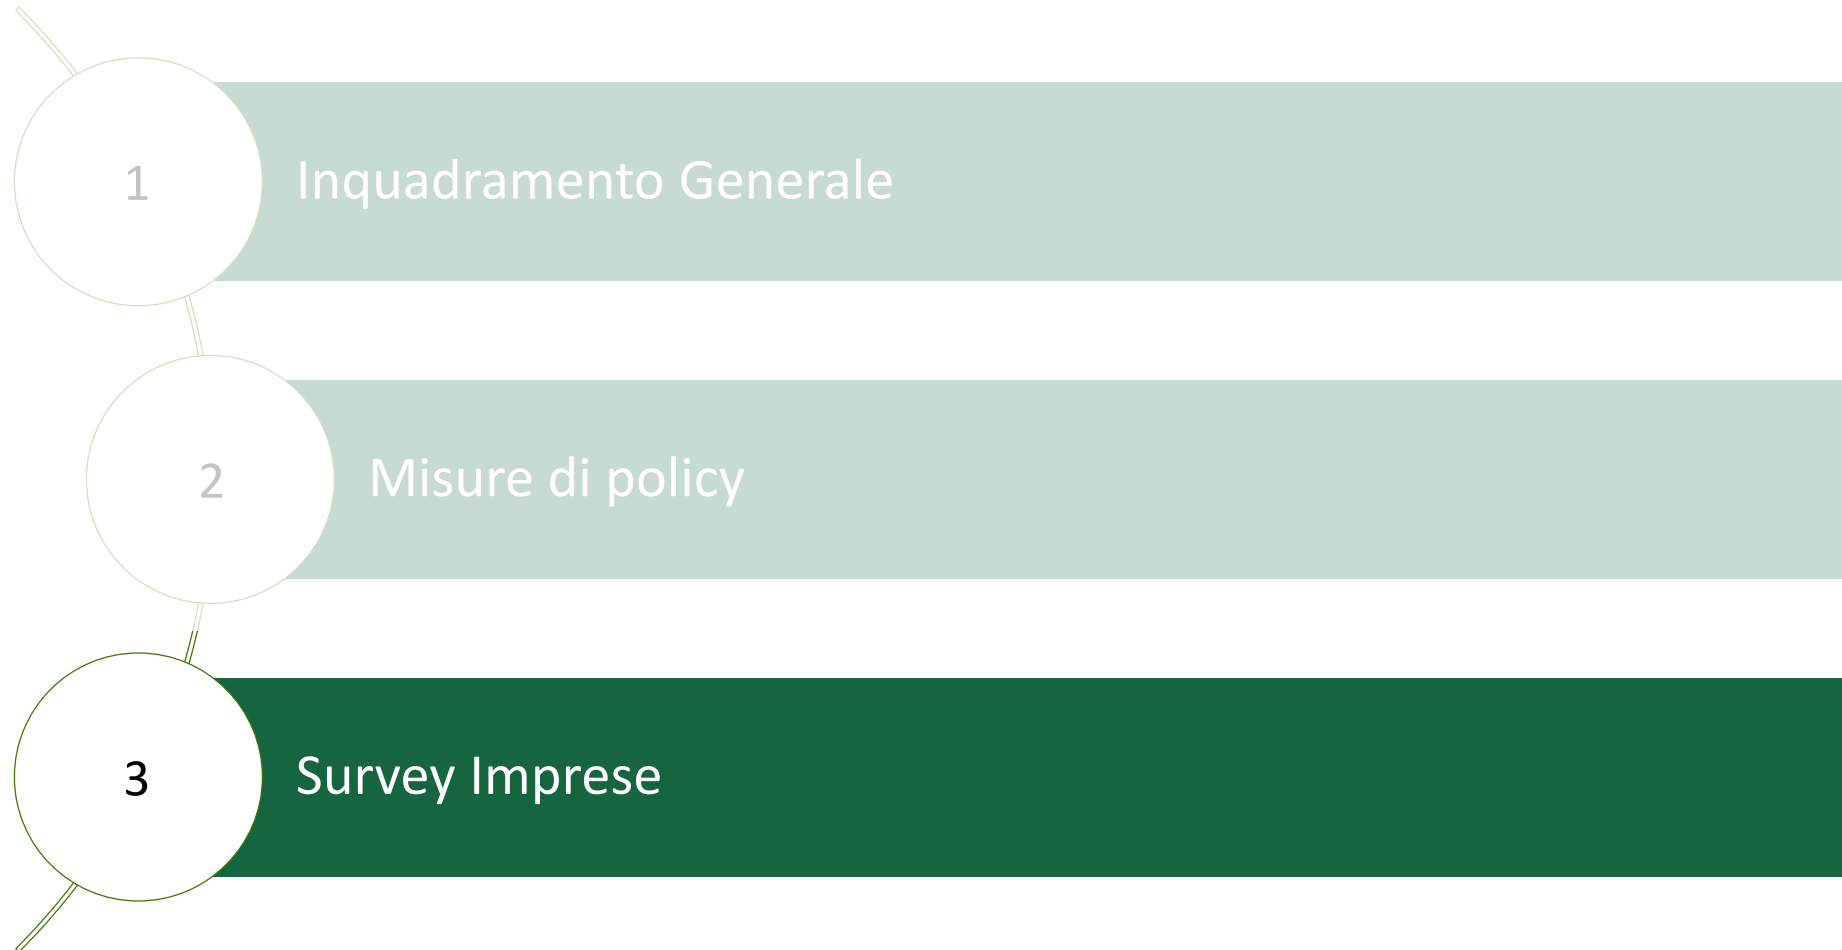 1
Inquadramento Generale
2
Misure di policy
3
Survey Imprese